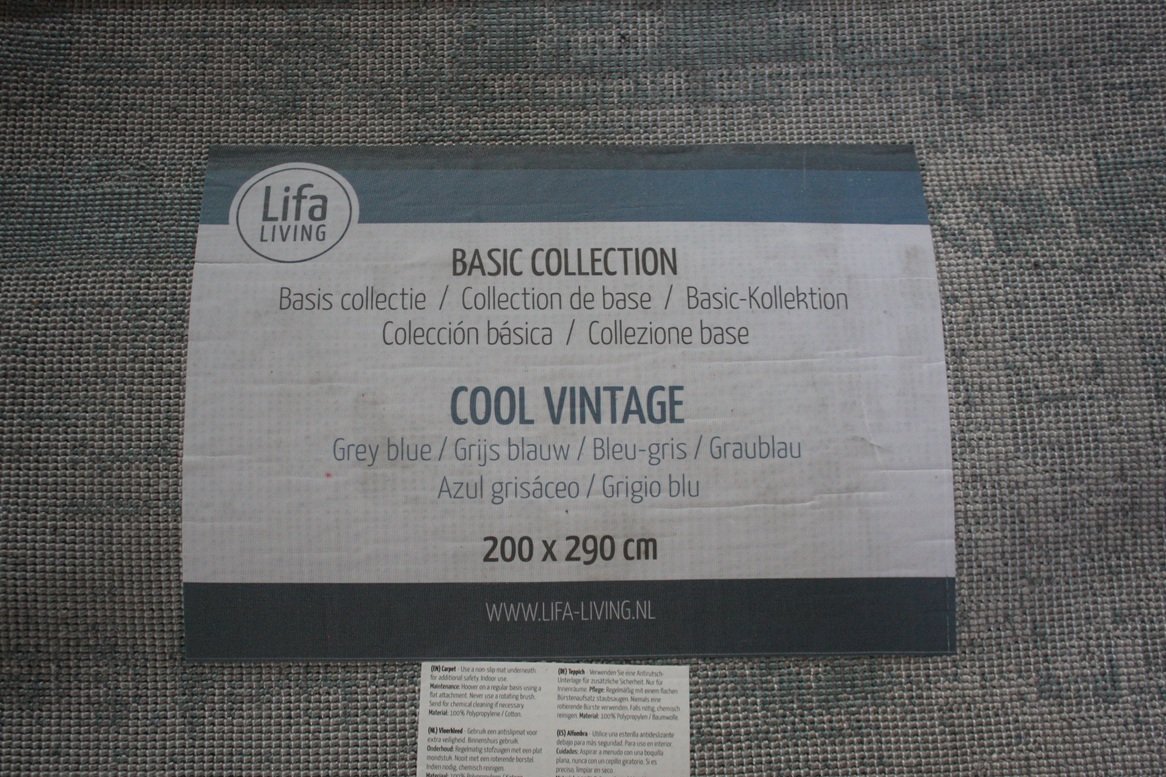 Lifa
LIVING
BASIC COLLECTION
Basis collectie / Collection de base / Basic-Kollektion
Colección básica / Collezione base
COOL VINTAGE
Grey blue / Grijs blauw / Bleu-gris / Graublau
Azul grisáceo / Grigio blu
200 x 290 cm
WWW.LIFA-LIVING.NL
(EN) Carpet - Use a non-slip mat underneath
for additional safety. Indoor use.
Maintenance: Hoover on a regular basis using a
flat attachment. Never use a rotating brush.
Send for chemical cleaning if necessary.
Material: 100% Polypropylene / Cotton.
(NL) Vloerkleed - Gebruik een antislipmat voor
extra veiligheid. Binnenshuis gebruik.
Onderhoud: Regelmatig stofzuigen met een plat
mondstuk. Nooit met een roterende borstel.
Indien nodig, chemisch reinigen.
Material: 100%
(DE) Teppich - Verwenden Sie eine Antirutsch-
Unterlage für zusätzliche Sicherheit. Nur für
Innenräume. Pflege: Regelmäßig mit einem flachen
Bürstenaufsatz staubsaugen. Niemals eine
rotierende Bürste verwenden. Falls nötig, chemisch
reinigen. Material: 100% Polypropylen / Baumwolle.
(ES) Alfombra - Utilice una esterilla antideslizante
debajo para más seguridad. Para uso en interior.
Cuidados: Aspirar a menudo con una boquilla
plana, nunca con un cepillo giratorio. Si es
preciso, limpiar en seco.